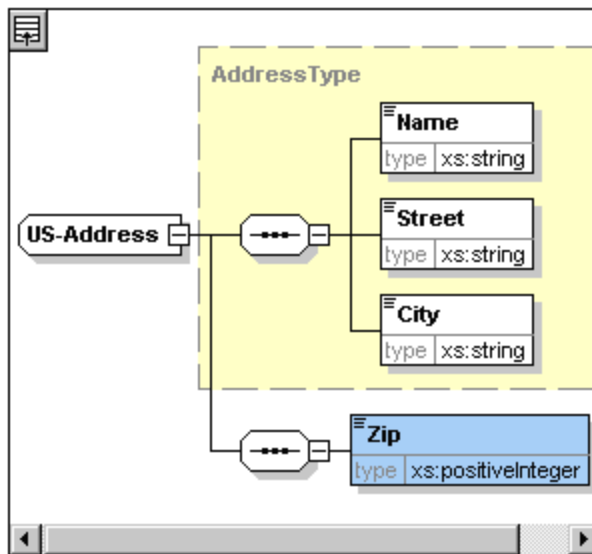 AddressType
Name
type xs:string
US-Address
Street
type xs:string
City
type xs:string
Zip
type xs:positiveInteger